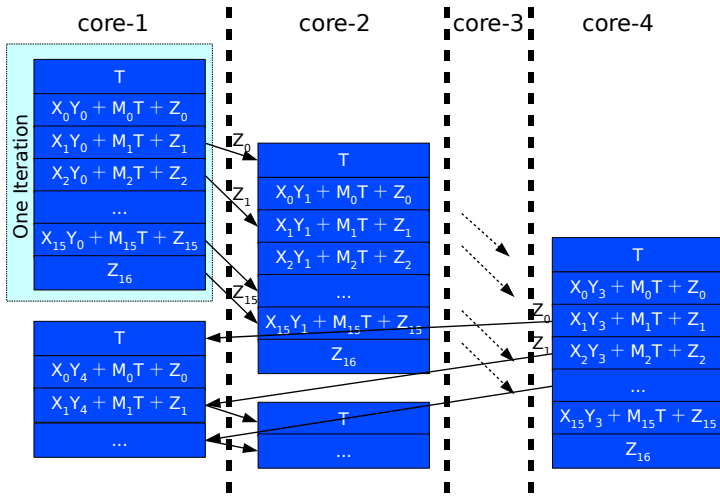 core-1
core-2
core-3
core-4
One Iteration
T
X₀Y₀ + M₀T + Z₀
X₁Y₀ + M₁T + Z₁
X₂Y₀ + M₂T + Z₂
...
X₁₅Y₀ + M₁₅T + Z₁₅
Z₁₆
T
X₀Y₄ + M₀T + Z₀
X₁Y₄ + M₁T + Z₁
...
Z₀
Z₁
Z₁₅
T
X₀Y₁ + M₀T + Z₀
X₁Y₁ + M₁T + Z₁
X₂Y₁ + M₂T + Z₂
...
X₁₅Y₁ + M₁₅T + Z₁₅
Z₁₆
T
...
Z₀
Z₁
T
X₀Y₃ + M₀T + Z₀
X₁Y₃ + M₁T + Z₁
X₂Y₃ + M₂T + Z₂
...
X₁₅Y₃ + M₁₅T + Z₁₅
Z₁₆